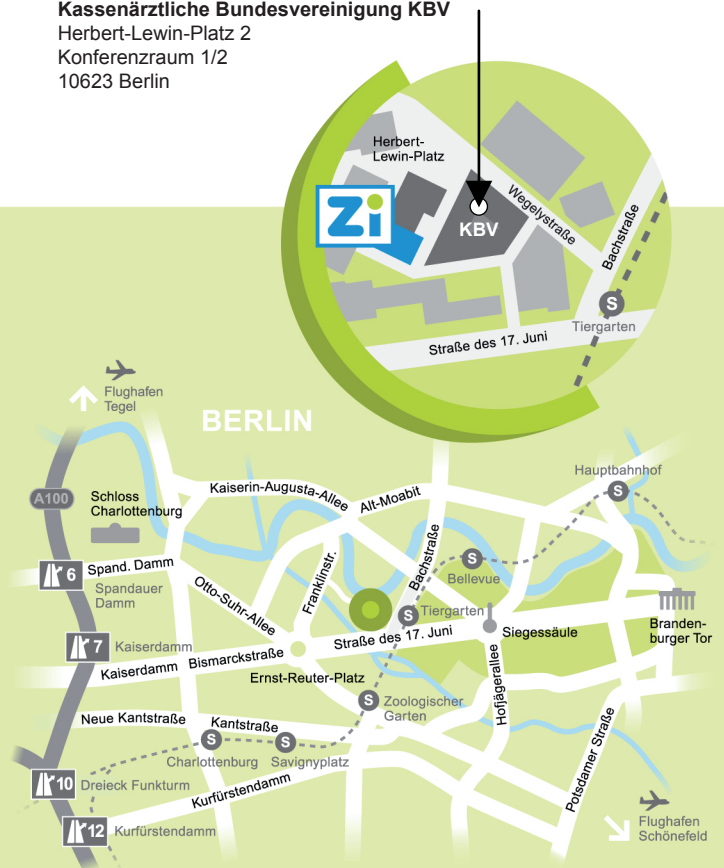 Kassenärztliche Bundesvereinigung KBV
Herbert-Lewin-Platz 2
Konferenzraum 1/2
10623 Berlin
Herbert-
Lewin-Platz
Zi
KBV
Wegelystraße
Bachstraße
S
Tiergarten
Straße des 17. Juni
Flughafen
Tegel
BERLIN
Hauptbahnhof
S
A100
Schloss
Charlottenburg
Kaiserin-Augusta-Allee
Alt-Moabit
6
Spand. Damm
Spandauer
Damm
Otto-Suhr-Allee
Franklinstr.
Bachstraße
S
Bellevue
S
Tiergarten
Straße des 17. Juni
Siegessäule
Branden-
burger Tor
7
Kaiserdamm
Kaiserdamm
Bismarckstraße
Ernst-Reuter-Platz
Hofjägerallee
S
Zoologischer
Garten
Neue Kantstraße
Kantstraße
S
Charlottenburg
S
Savignyplatz
Potsdamer Straße
10
Dreieck Funkturm
Kurfürstendamm
12
Kurfürstendamm
Flughafen
Schönefeld